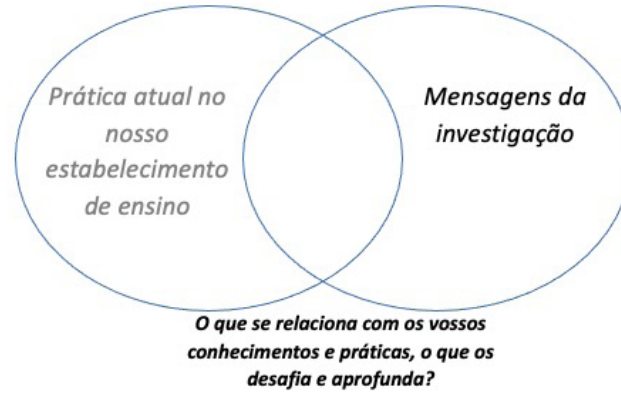 Prática atual no
nosso
estabelecimento
de ensino
Mensagens da
investigação
O que se relaciona com os vossos
conhecimentos e práticas, o que os
desafia e aprofunda?